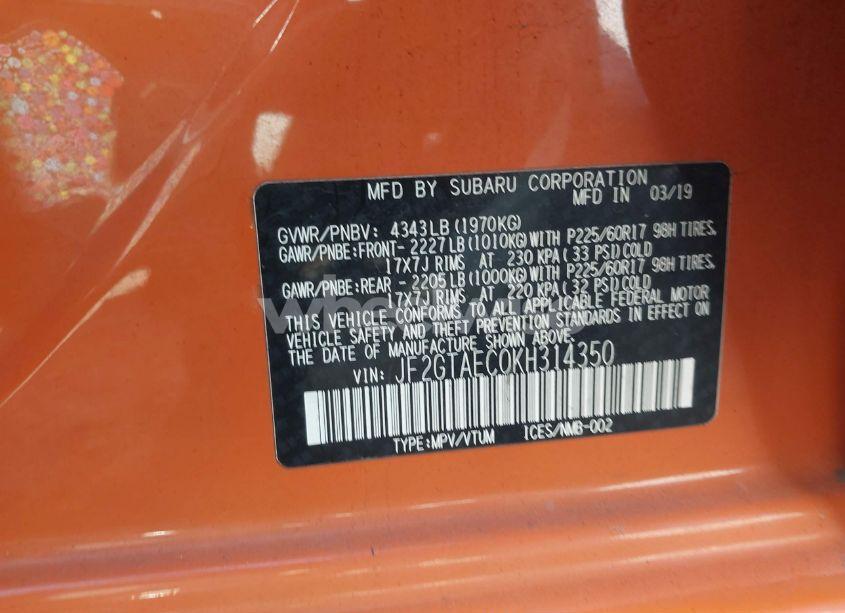 MFD BY SUBARU CORPORATION
MFD IN 03/19
GVWR/PNBV: 4343LB (1970KG)
GAWR/PNBE:FRONT- 2227LB (1010KG) WITH P225/60R17 98H TIRES,
17X7J RIMS AT 230 KPA( 33 PSI) COLD
GAWR/PNBE:REAR - 2205LB (1000KG) WITH P225/60R17 98H TIRES,
17X7J RIMS AT 220 KPA( 32 PSI) COLD
THIS VEHICLE CONFORMS TO ALL APPLICABLE FEDERAL MOTOR
VEHICLE SAFETY AND THEFT PREVENTION STANDARDS IN EFFECT ON
THE DATE OF MANUFACTURE SHOWN ABOVE.
VIN: JF2GTAEC0KH314350
TYPE:MPV/VTUM ICES/NMB-002